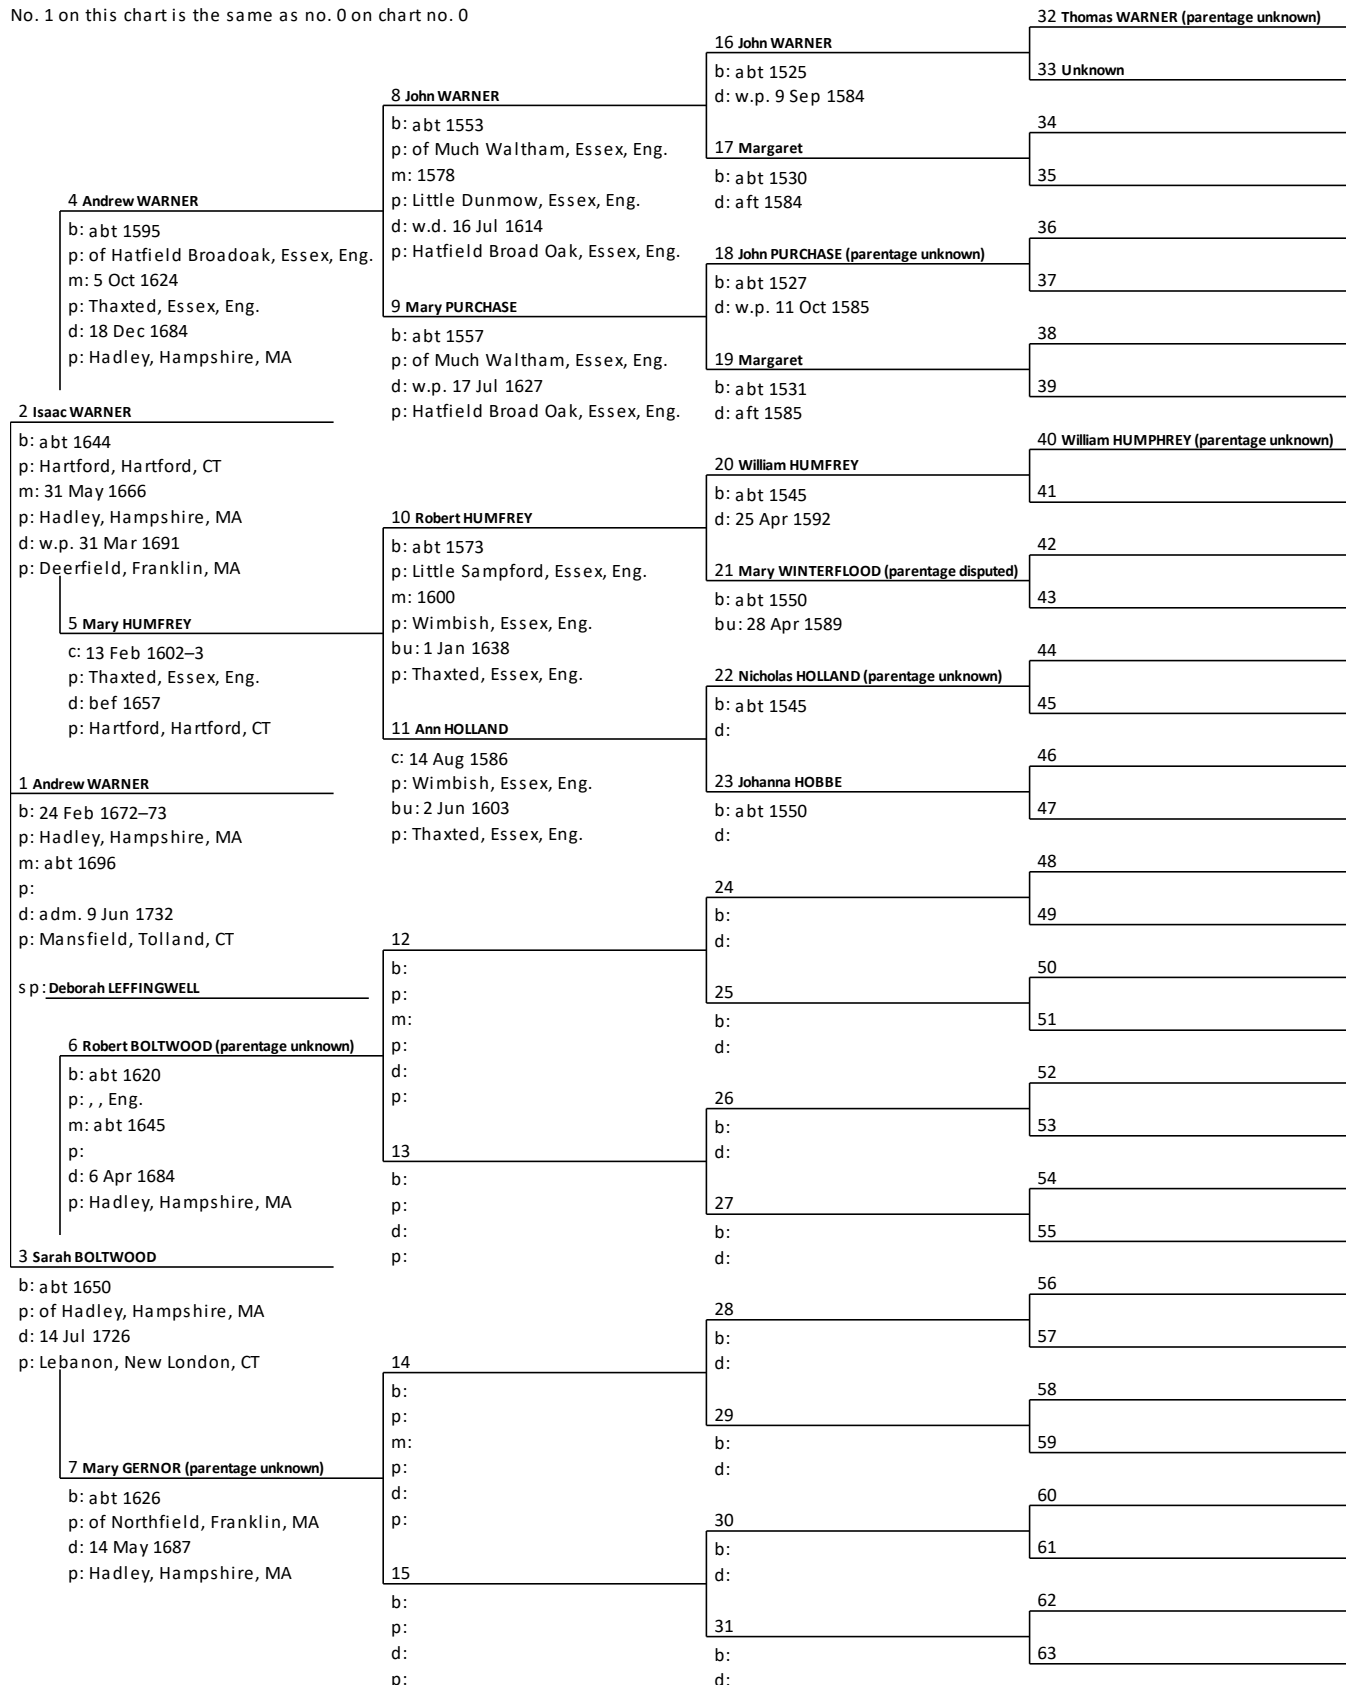 No. 1 on this chart is the same as no. 0 on chart no. 0
4 Andrew WARNER
b: abt 1595
p: of Hatfield Broadoak, Essex, Eng.
m: 5 Oct 1624
p: Thaxted, Essex, Eng.
d: 18 Dec 1684
p: Hadley, Hampshire, MA
2 Isaac WARNER
b: abt 1644
p: Hartford, Hartford, CT
m: 31 May 1666
p: Hadley, Hampshire, MA
d: w.p. 31 Mar 1691
p: Deerfield, Franklin, MA
5 Mary HUMFREY
c: 13 Feb 1602–3
p: Thaxted, Essex, Eng.
d: bef 1657
p: Hartford, Hartford, CT
1 Andrew WARNER
b: 24 Feb 1672–73
p: Hadley, Hampshire, MA
m: abt 1696
p:
d: adm. 9 Jun 1732
p: Mansfield, Tolland, CT
sp: Deborah LEFFINGWELL
6 Robert BOLTWOOD (parentage unknown)
b: abt 1620
p: , , Eng.
m: abt 1645
p:
d: 6 Apr 1684
p: Hadley, Hampshire, MA
3 Sarah BOLTWOOD
b: abt 1650
p: of Hadley, Hampshire, MA
d: 14 Jul 1726
p: Lebanon, New London, CT
7 Mary GERNOR (parentage unknown)
b: abt 1626
p: of Northfield, Franklin, MA
d: 14 May 1687
p: Hadley, Hampshire, MA
8 John WARNER
b: abt 1553
p: of Much Waltham, Essex, Eng.
m: 1578
p: Little Dunmow, Essex, Eng.
d: w.d. 16 Jul 1614
p: Hatfield Broad Oak, Essex, Eng.
9 Mary PURCHASE
b: abt 1557
p: of Much Waltham, Essex, Eng.
d: w.p. 17 Jul 1627
p: Hatfield Broad Oak, Essex, Eng.
10 Robert HUMFREY
b: abt 1573
p: Little Sampford, Essex, Eng.
m: 1600
p: Wimbish, Essex, Eng.
bu: 1 Jan 1638
p: Thaxted, Essex, Eng.
11 Ann HOLLAND
c: 14 Aug 1586
p: Wimbish, Essex, Eng.
bu: 2 Jun 1603
p: Thaxted, Essex, Eng.
12
b:
p:
m:
p:
d:
p:
13
b:
p:
d:
p:
14
b:
p:
m:
p:
d:
p:
15
b:
p:
d:
p:
16 John WARNER
b: abt 1525
d: w.p. 9 Sep 1584
17 Margaret
b: abt 1530
d: aft 1584
18 John PURCHASE (parentage unknown)
b: abt 1527
d: w.p. 11 Oct 1585
19 Margaret
b: abt 1531
d: aft 1585
20 William HUMFREY
b: abt 1545
d: 25 Apr 1592
21 Mary WINTERFLOOD (parentage disputed)
b: abt 1550
bu: 28 Apr 1589
22 Nicholas HOLLAND (parentage unknown)
b: abt 1545
d:
23 Johanna HOBBE
b: abt 1550
d:
24
b:
d:
25
b:
d:
26
b:
d:
27
b:
d:
28
b:
d:
29
b:
d:
30
b:
d:
31
b:
d:
32 Thomas WARNER (parentage unknown)
33 Unknown
34
35
36
37
38
39
40 William HUMPHREY (parentage unknown)
41
42
43
44
45
46
47
48
49
50
51
52
53
54
55
56
57
58
59
60
61
62
63